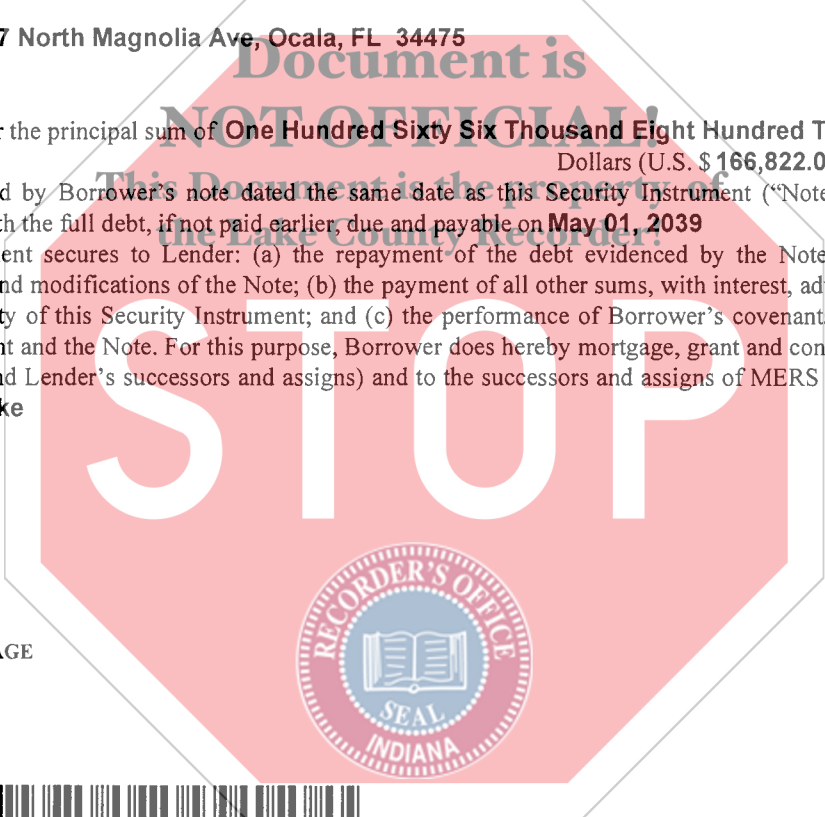 7 North Magnolia Ave, Ocala, FL 34475
Document is
NOT OFFICIAL!
the principal sum of One Hundred Sixty Six Thousand Eight Hundred T
Dollars (U.S. $ 166,822.0
This Document is the property of
d by Borrower's note dated the same date as this Security Instrument (“Note
th the full debt, if not paid earlier, due and payable on May 01, 2039
the Lake County Recorder!
ent secures to Lender: (a) the repayment of the debt evidenced by the Note
nd modifications of the Note; (b) the payment of all other sums, with interest, ad
ty of this Security Instrument; and (c) the performance of Borrower's covenant
nt and the Note. For this purpose, Borrower does hereby mortgage, grant and con
d Lender's successors and assigns) and to the successors and assigns of MERS
ke
STOP
RECORDER'S OFFICE
SEAL
INDIANA
AGE